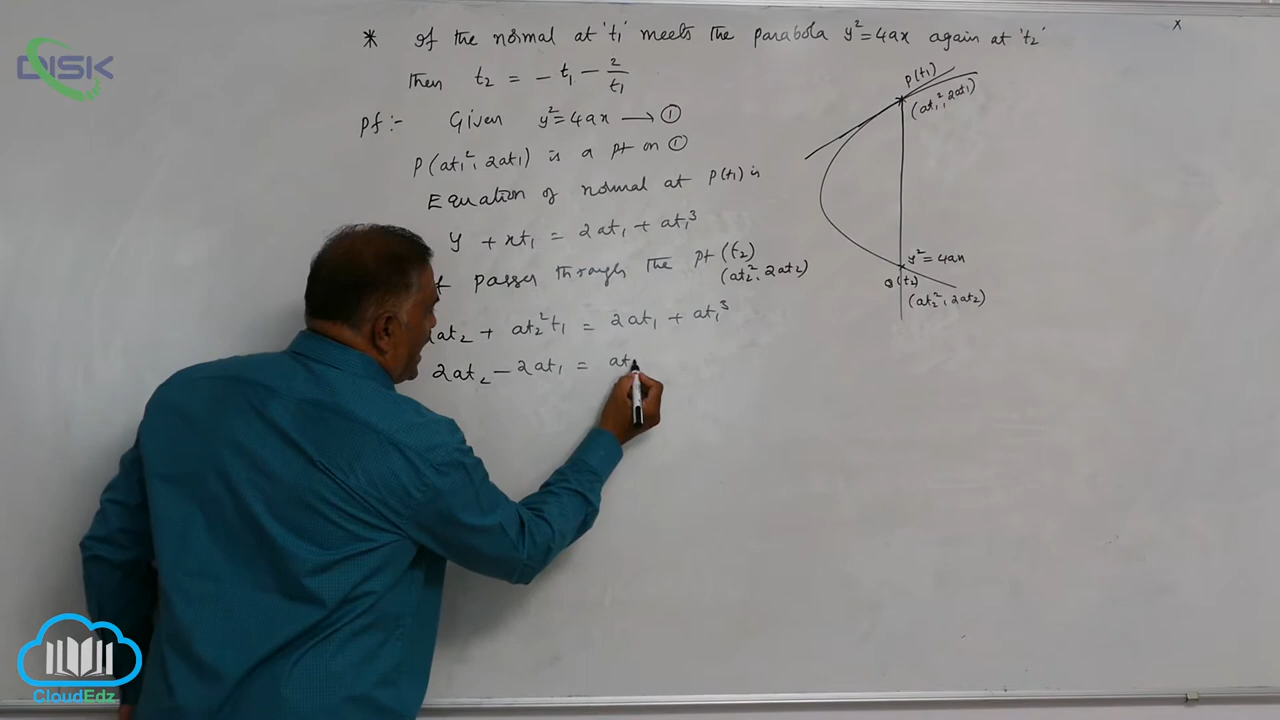 DISK
* If the normal at 't₁' meets the parabola y²=4ax again at 't₂'
then t₂ = -t₁ - 2/t₁
Pf:- Given y²=4ax → ①
P(at₁², 2at₁) is a pt on ①
Equation of normal at P(t₁) is
y + xt₁ = 2at₁ + at₁³
passes through the pt (t₂)
(at₂², 2at₂)
at₂ + at₂²t₁ = 2at₁ + at₁³
2at₂ - 2at₁ = at
x
P(t₁)
(at₁², 2at₁)
y²=4ax
Q(t₂)
(at₂², 2at₂)
CloudEdz